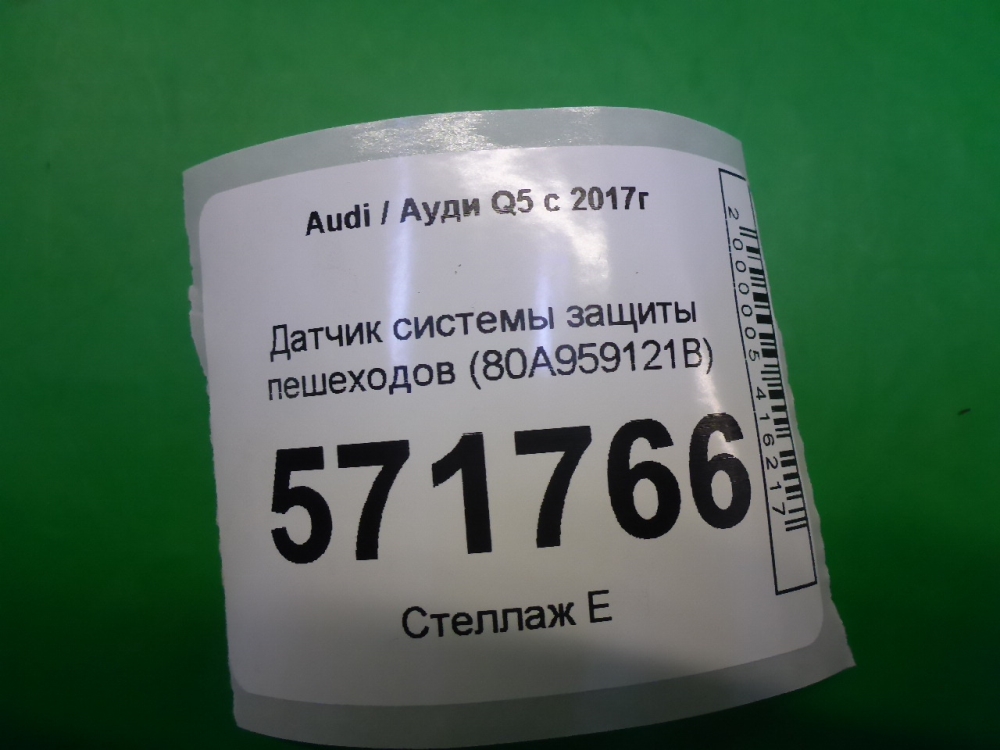 Audi / Ауди Q5 с 2017г
Датчик системы защиты
пешеходов (80A959121B)
571766
Стеллаж Е
2000005416217